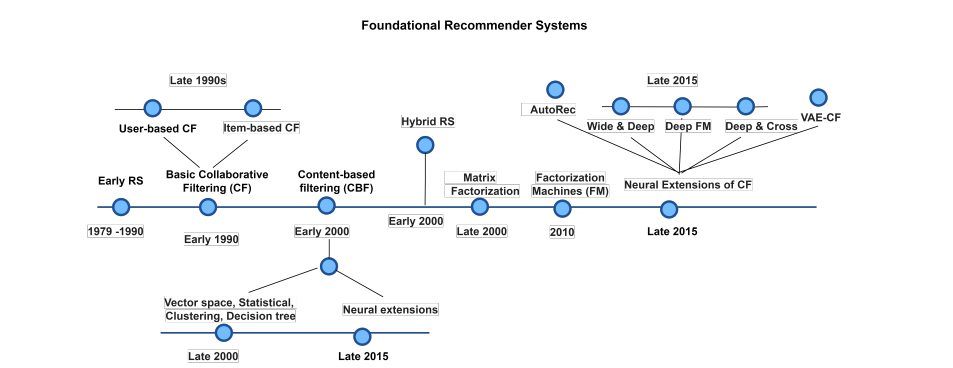 Foundational Recommender Systems
Late 1990s
Late 2015
AutoRec
User-based CF
Item-based CF
Hybrid RS
Wide & Deep
Deep FM
Deep & Cross
VAE-CF
Early RS
Basic Collaborative
Filtering (CF)
Content-based
filtering (CBF)
Matrix
Factorization
Factorization
Machines (FM)
Neural Extensions of CF
1979 -1990
Early 1990
Early 2000
Early 2000
Late 2000
2010
Late 2015
Vector space, Statistical,
Clustering, Decision tree
Neural extensions
Late 2000
Late 2015